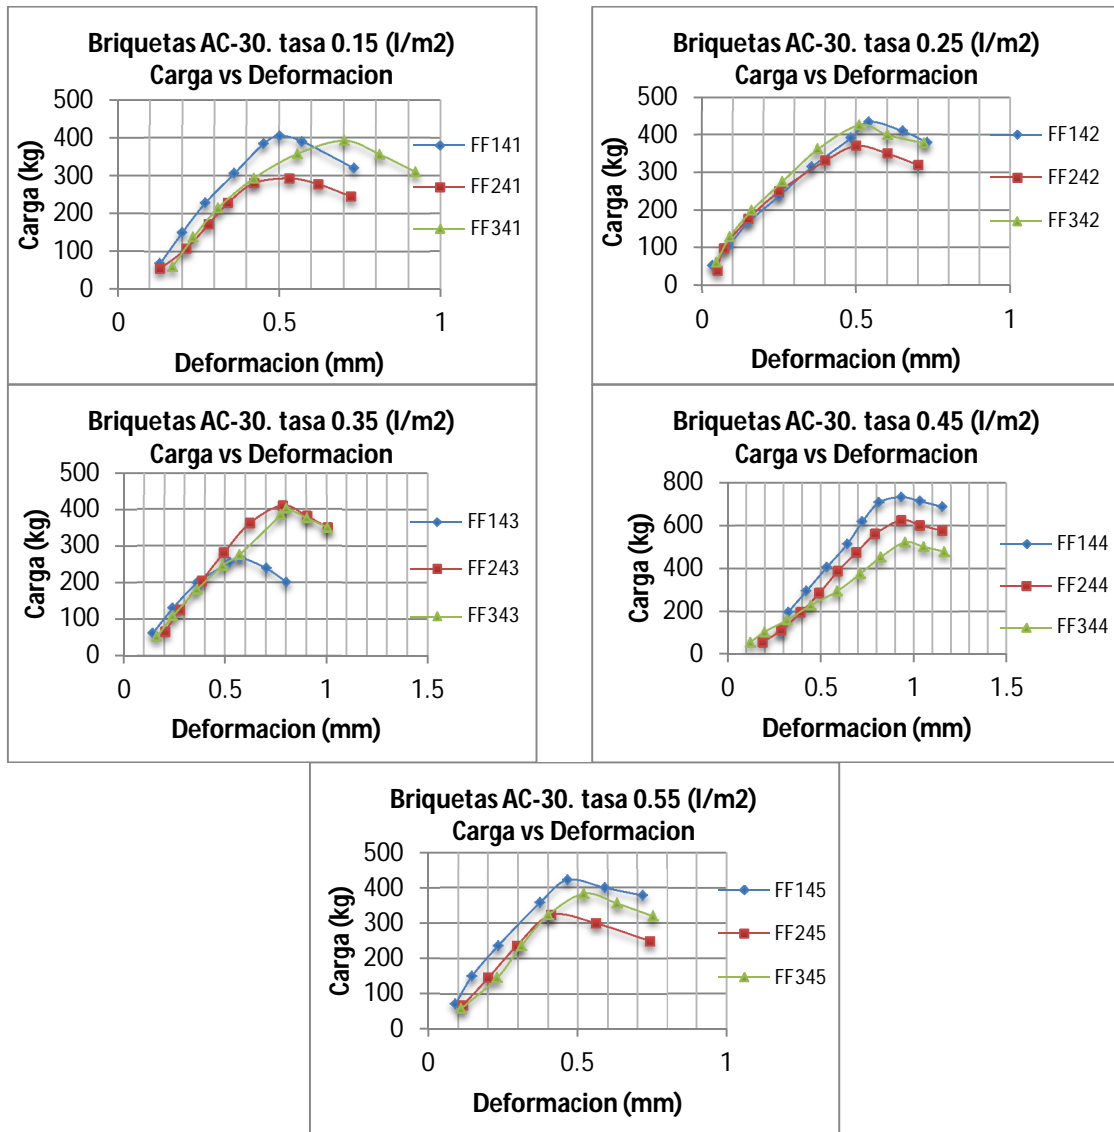 Briquetas AC-30. tasa 0.15 (l/m2)
Carga vs Deformacion
500
400
300
200
100
0
Carga (kg)
0 0.5 1
Deformacion (mm)
FF141
FF241
FF341
Briquetas AC-30. tasa 0.25 (l/m2)
Carga vs Deformacion
500
400
300
200
100
0
Carga (kg)
0 0.5 1
Deformacion (mm)
FF142
FF242
FF342
Briquetas AC-30. tasa 0.35 (l/m2)
Carga vs Deformacion
500
400
300
200
100
0
Carga (kg)
0 0.5 1 1.5
Deformacion (mm)
FF143
FF243
FF343
Briquetas AC-30. tasa 0.45 (l/m2)
Carga vs Deformacion
800
600
400
200
0
Carga (kg)
0 0.5 1 1.5
Deformacion (mm)
FF144
FF244
FF344
Briquetas AC-30. tasa 0.55 (l/m2)
Carga vs Deformacion
500
400
300
200
100
0
Carga (kg)
0 0.5 1
Deformacion (mm)
FF145
FF245
FF345